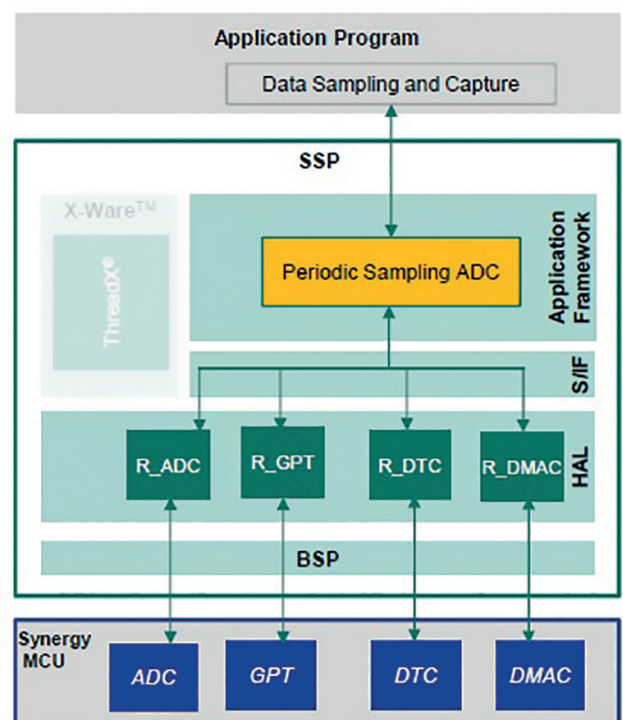 Application Program
Data Sampling and Capture
SSP
X-Ware™
ThreadX®
Periodic Sampling ADC
Application
Framework
S/IF
R_ADC
R_GPT
R_DTC
R_DMAC
HAL
BSP
Synergy
MCU
ADC
GPT
DTC
DMAC